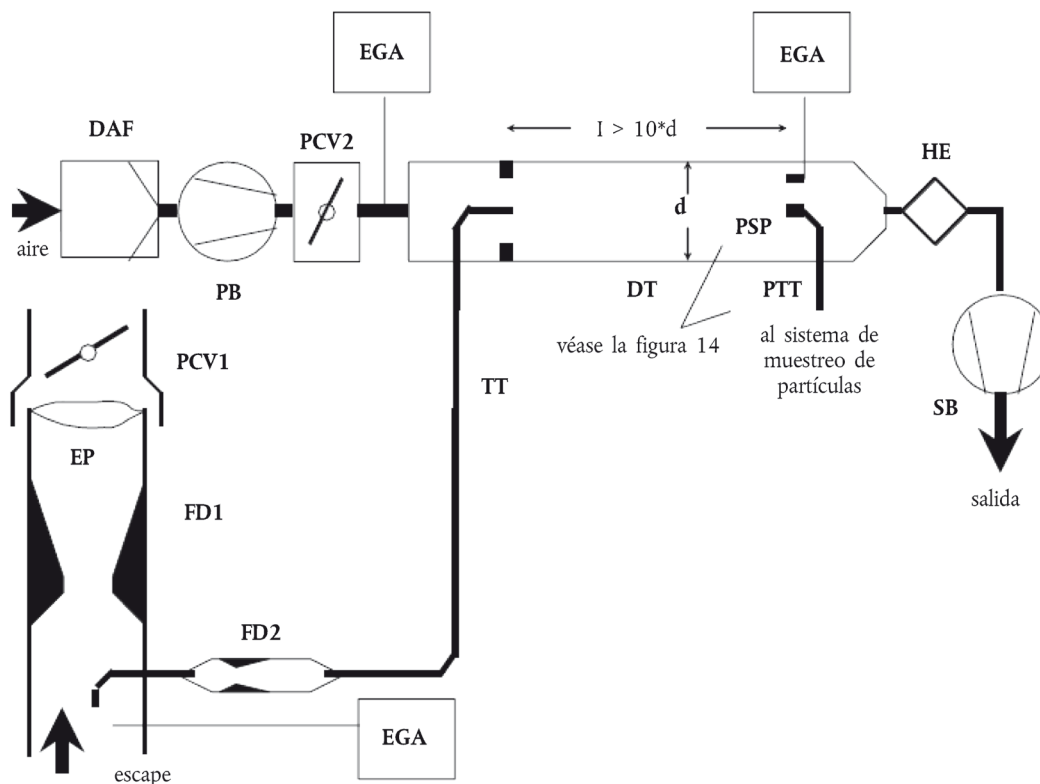 EGA
EGA
DAF
PCV2
l > 10*d
HE
aire
d
PSP
PB
DT
PTT
PCV1
véase la figura 14
al sistema de
muestreo de
partículas
TT
SB
EP
salida
FD1
FD2
EGA
escape